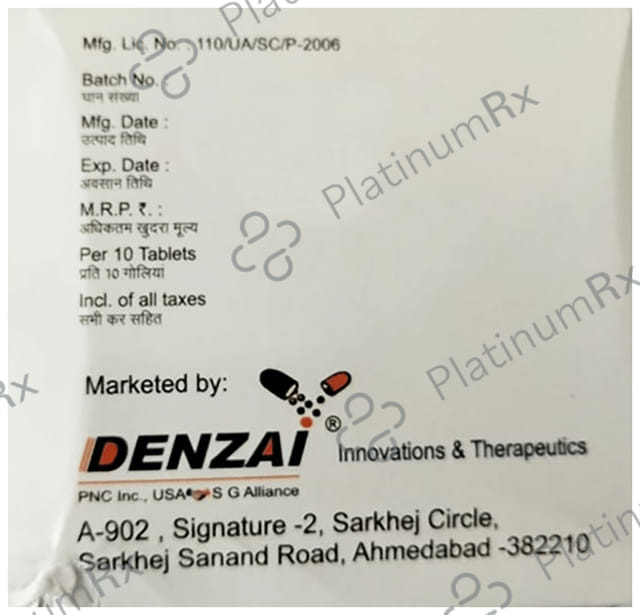 Mfg. Lic. No. : 110/UA/SC/P-2006
Batch No.
घान संख्या
Mfg. Date :
उत्पाद तिथि
Exp. Date :
अवसान तिथि
M.R.P. ₹. :
अधिकतम खुदरा मूल्य
Per 10 Tablets
प्रति 10 गोलियां
Incl. of all taxes
सभी कर सहित
Marketed by:
DENZAi® Innovations & Therapeutics
PNC Inc., USA S G Alliance
A-902 , Signature -2, Sarkhej Circle,
Sarkhej Sanand Road, Ahmedabad -382210
PlatinumRx
PlatinumRx